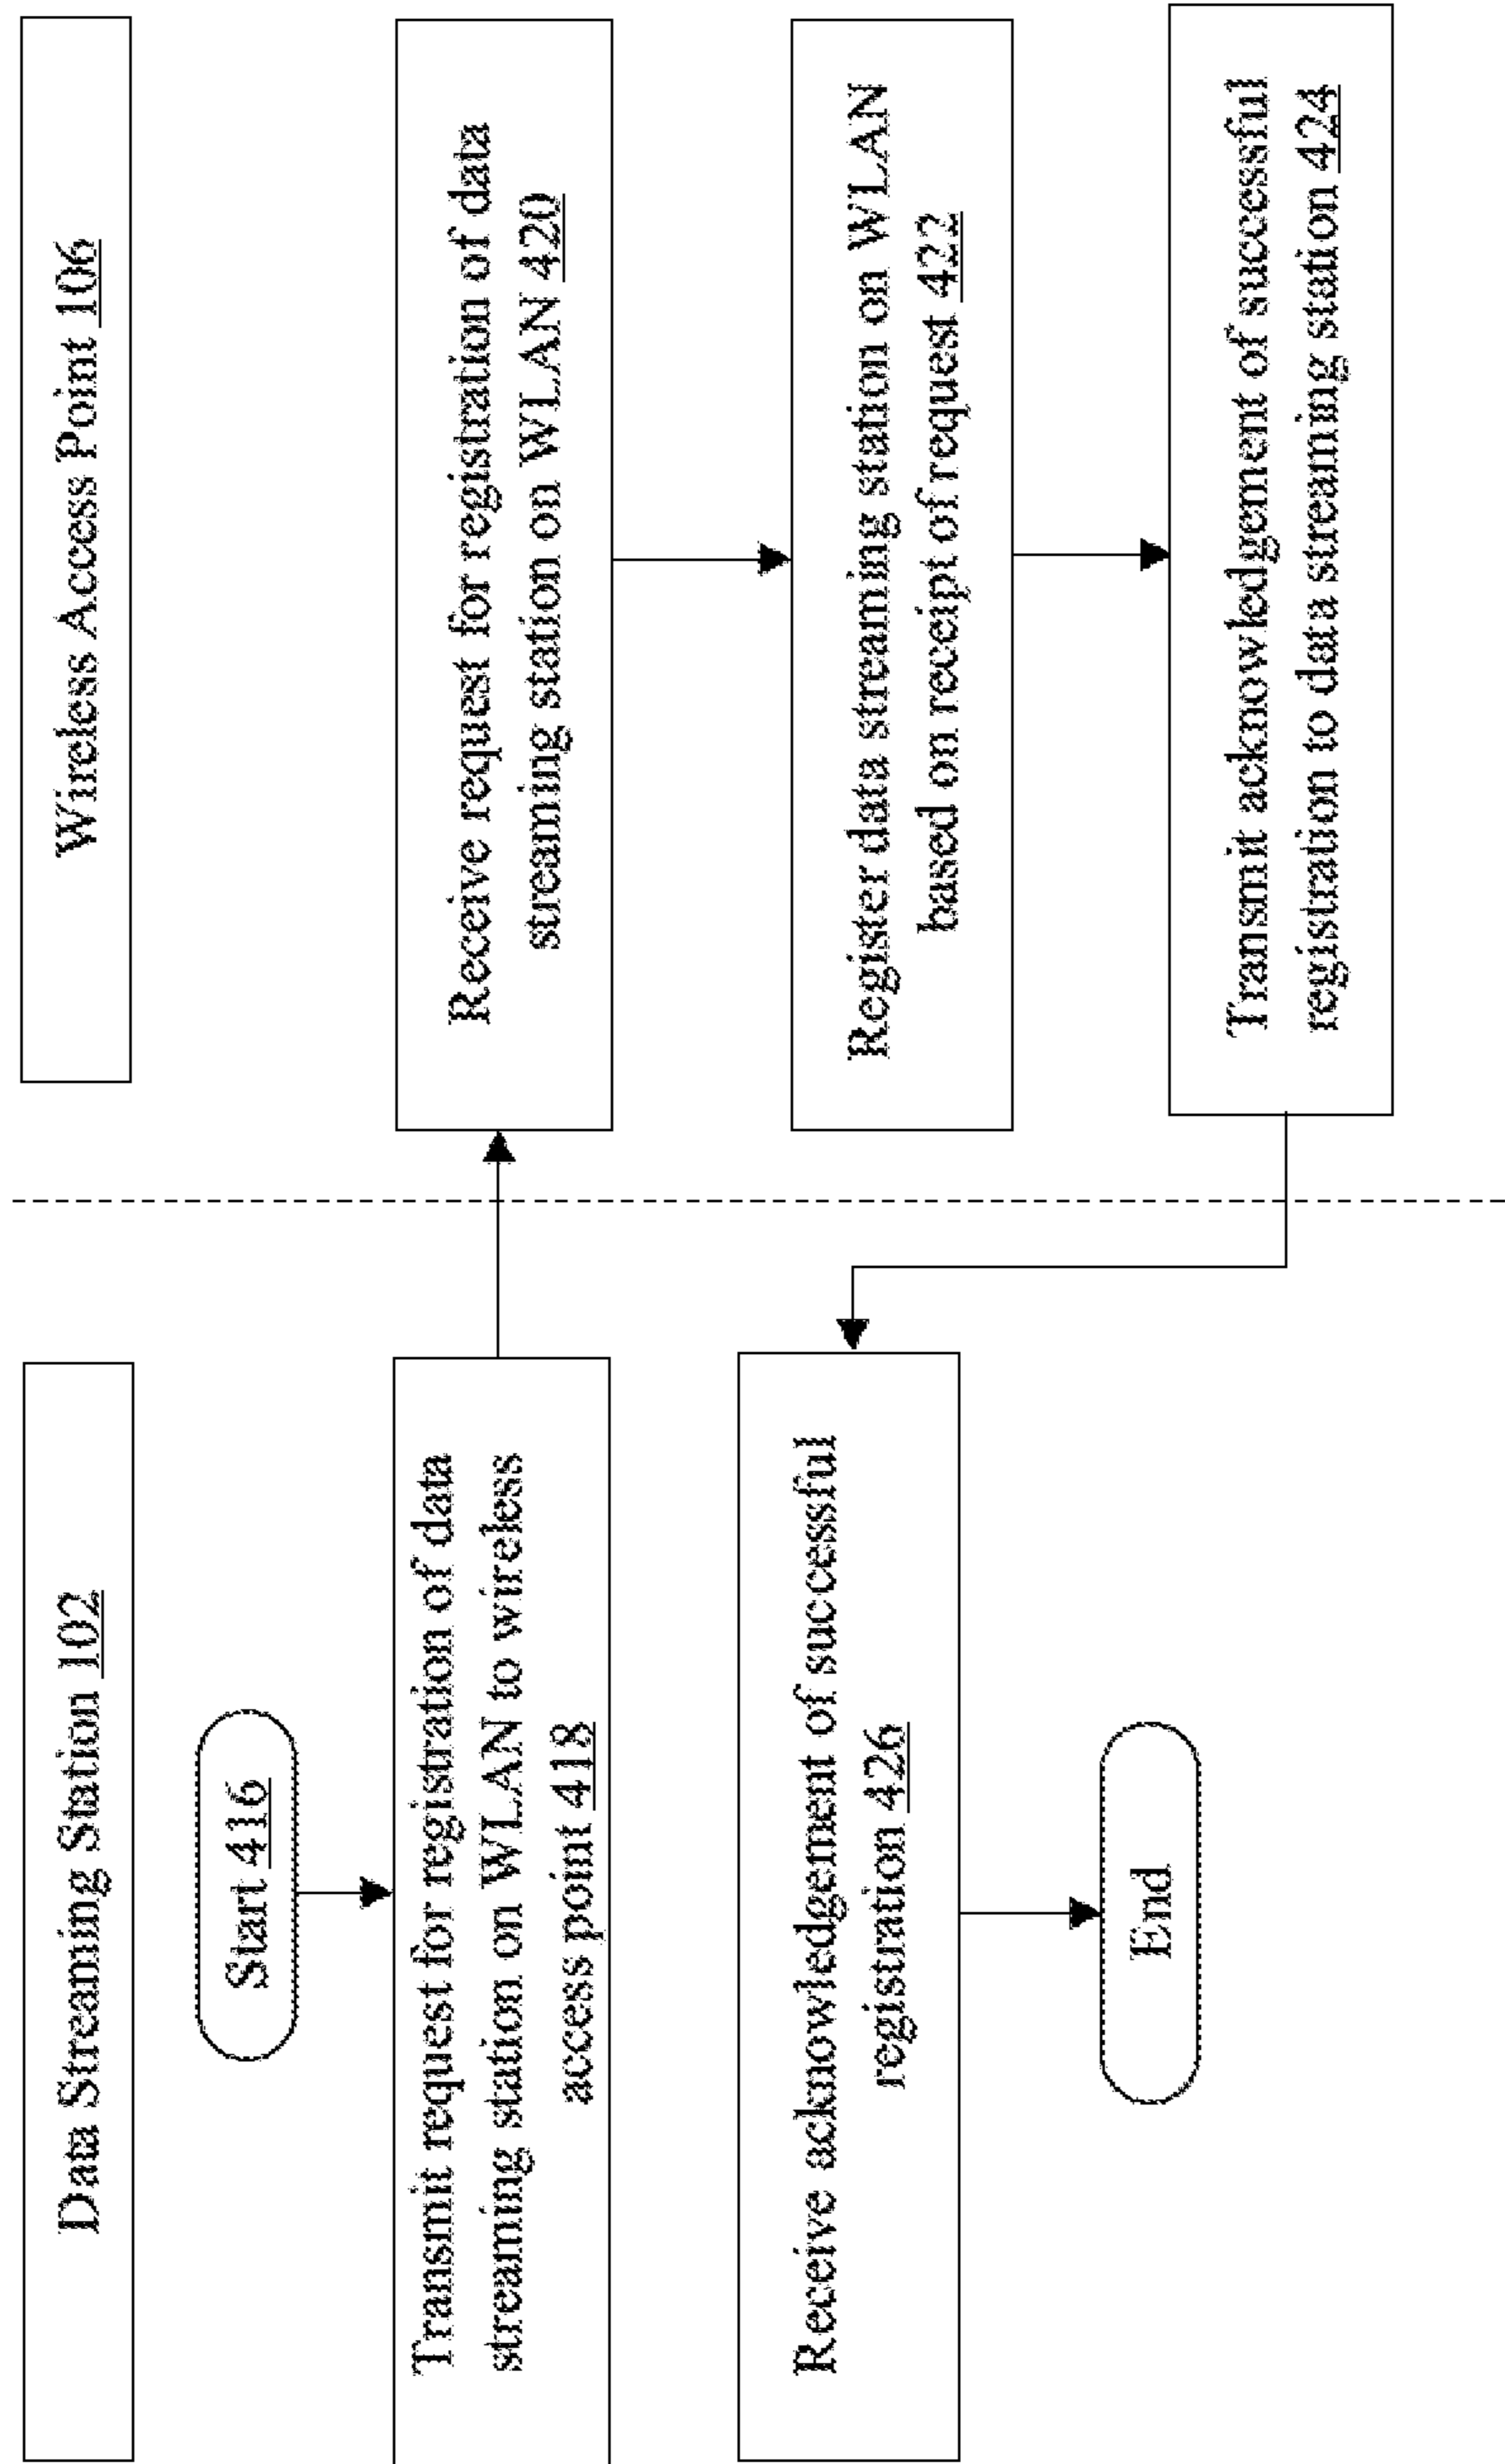 Data Streaming Station 102
Wireless Access Point 106
Start 416
Transmit request for registration of data
streaming station on WLAN to wireless
access point 418
Receive request for registration of data
streaming station on WLAN 420
Register data streaming station on WLAN
based on receipt of request 422
Transmit acknowledgement of successful
registration to data streaming station 424
Receive acknowledgement of successful
registration 426
End